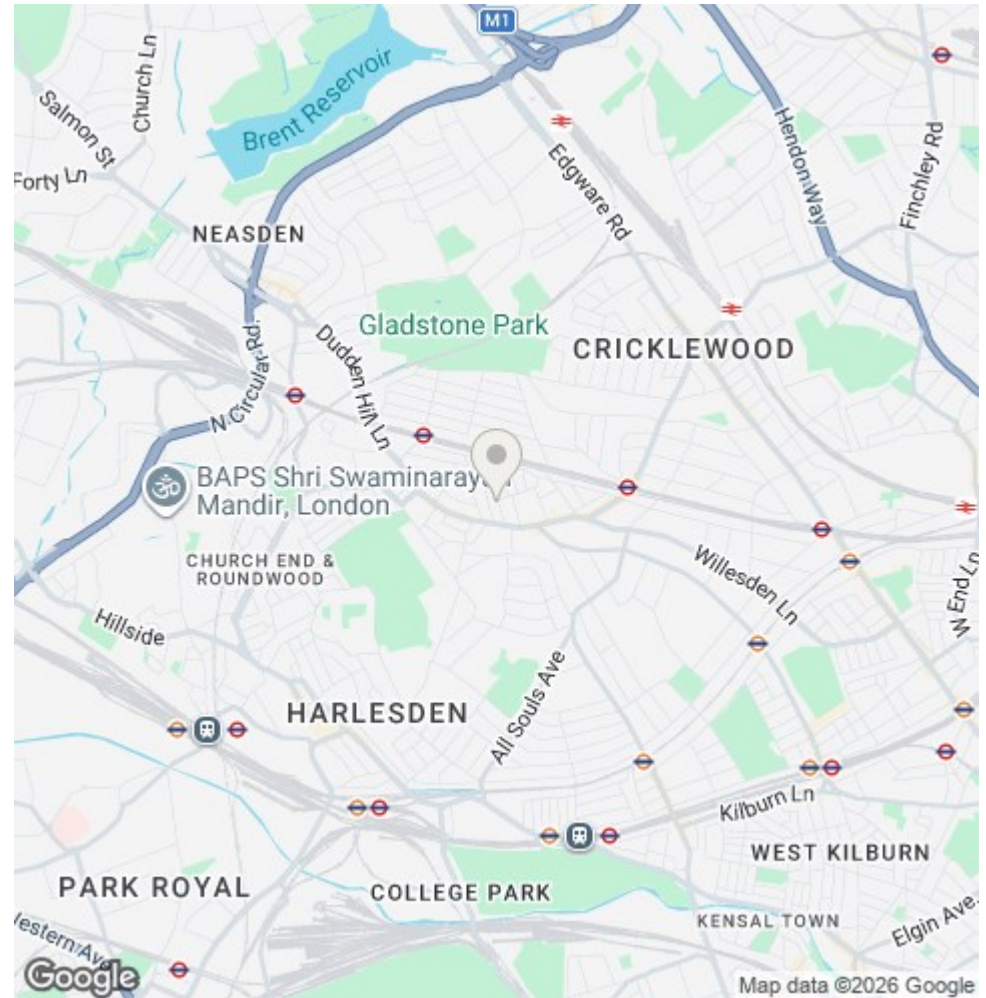 M1
Church Ln
Salmon St
Forty Ln
Brent Reservoir
Edgware Rd
Hendon Way
Finchley Rd
NEASDEN
Gladstone Park
CRICKLEWOOD
Dudden Hill Ln
N Circular Rd
BAPS Shri Swaminarayan
Mandir, London
CHURCH END &
ROUNDWOOD
Willesden Ln
W End Ln
Hillside
HARLESDEN
All Souls Ave
Kilburn Ln
WEST KILBURN
PARK ROYAL
COLLEGE PARK
KENSAL TOWN
Elgin Ave
Western Ave
Google
Map data ©2026 Google